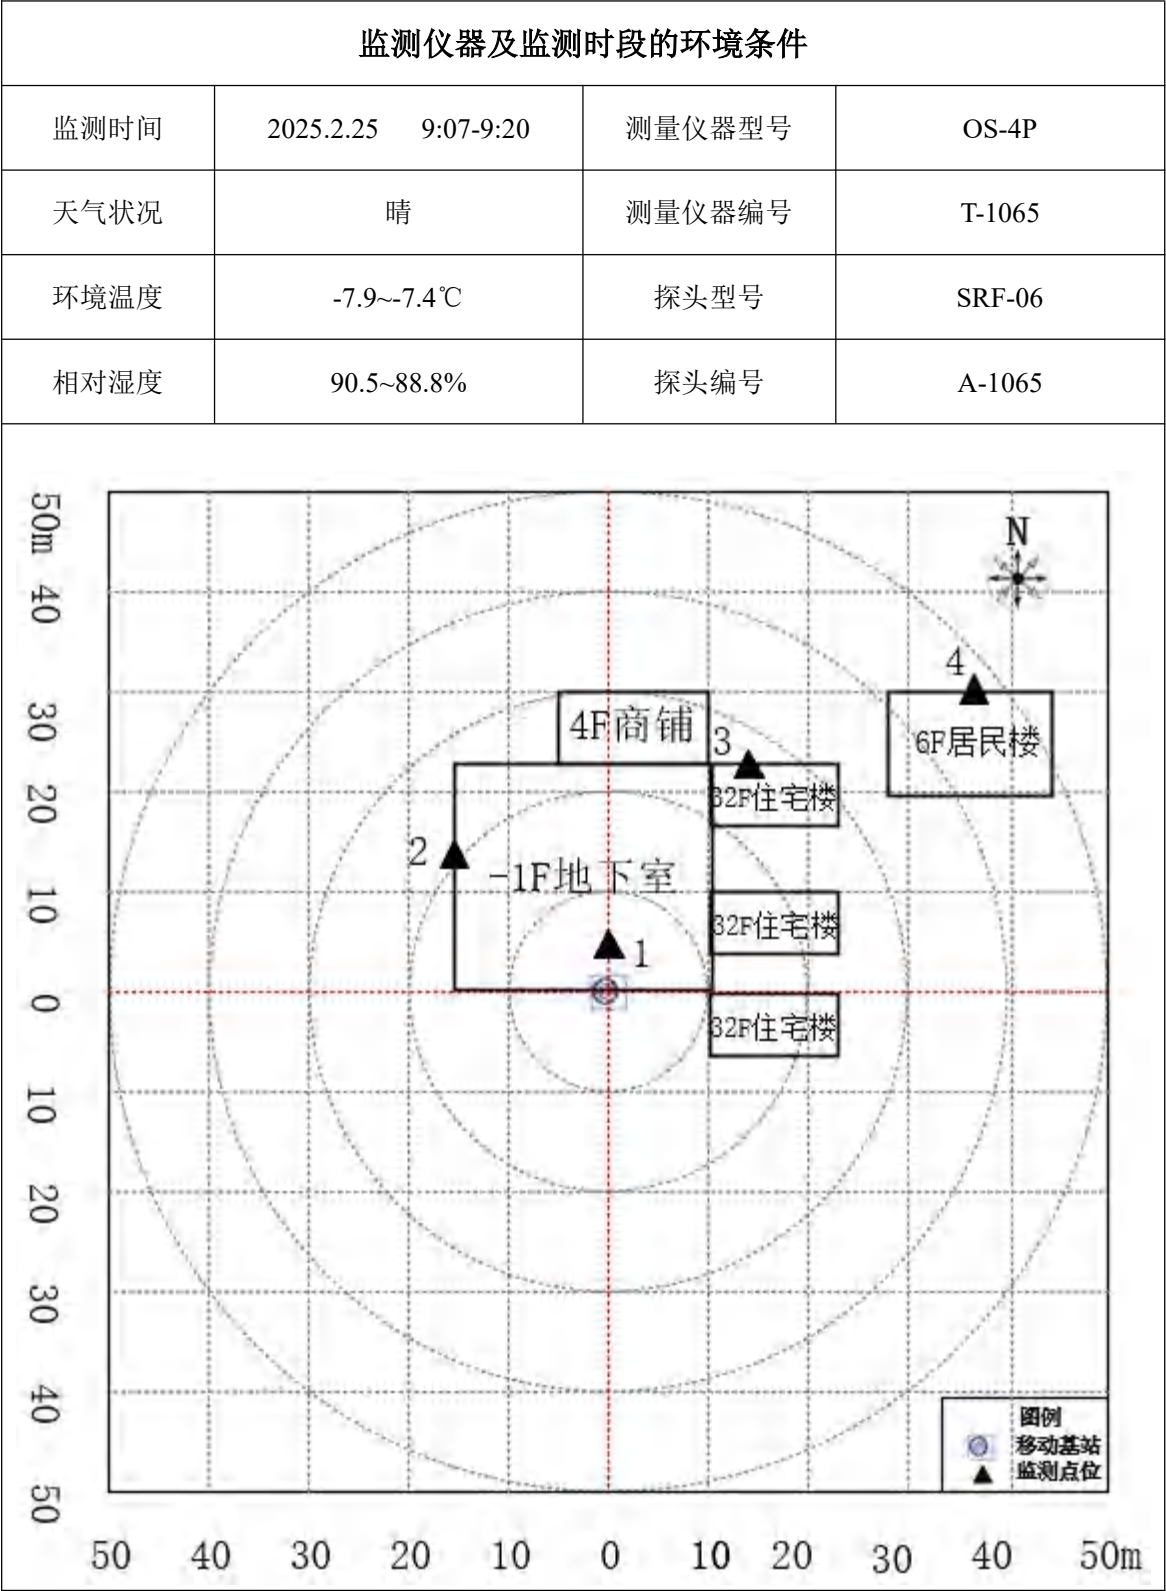 监测仪器及监测时段的环境条件
监测时间 2025.2.25 9:07-9:20 测量仪器型号 OS-4P
天气状况 晴 测量仪器编号 T-1065
环境温度 -7.9~-7.4℃ 探头型号 SRF-06
相对湿度 90.5~88.8% 探头编号 A-1065
50m
40
30
20
10
0
10
20
30
40
50
N
4
4F商铺
3
6F居民楼
32F住宅楼
2
-1F地下室
32F住宅楼
1
32F住宅楼
图例
移动基站
监测点位
50 40 30 20 10 0 10 20 30 40 50m